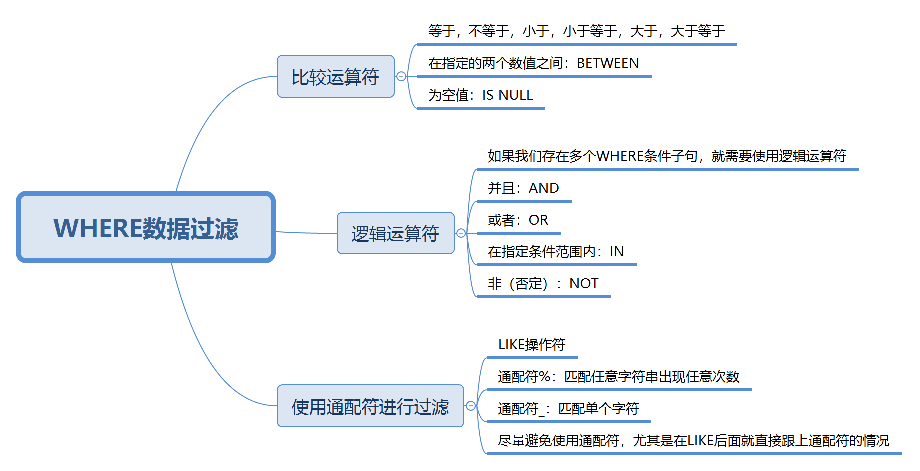 WHERE数据过滤
比较运算符
等于，不等于，小于，小于等于，大于，大于等于
在指定的两个数值之间：BETWEEN
为空值：IS NULL
逻辑运算符
如果我们存在多个WHERE条件子句，就需要使用逻辑运算符
并且：AND
或者：OR
在指定条件范围内：IN
非（否定）：NOT
使用通配符进行过滤
LIKE操作符
通配符%：匹配任意字符串出现任意次数
通配符_：匹配单个字符
尽量避免使用通配符，尤其是在LIKE后面就直接跟上通配符的情况